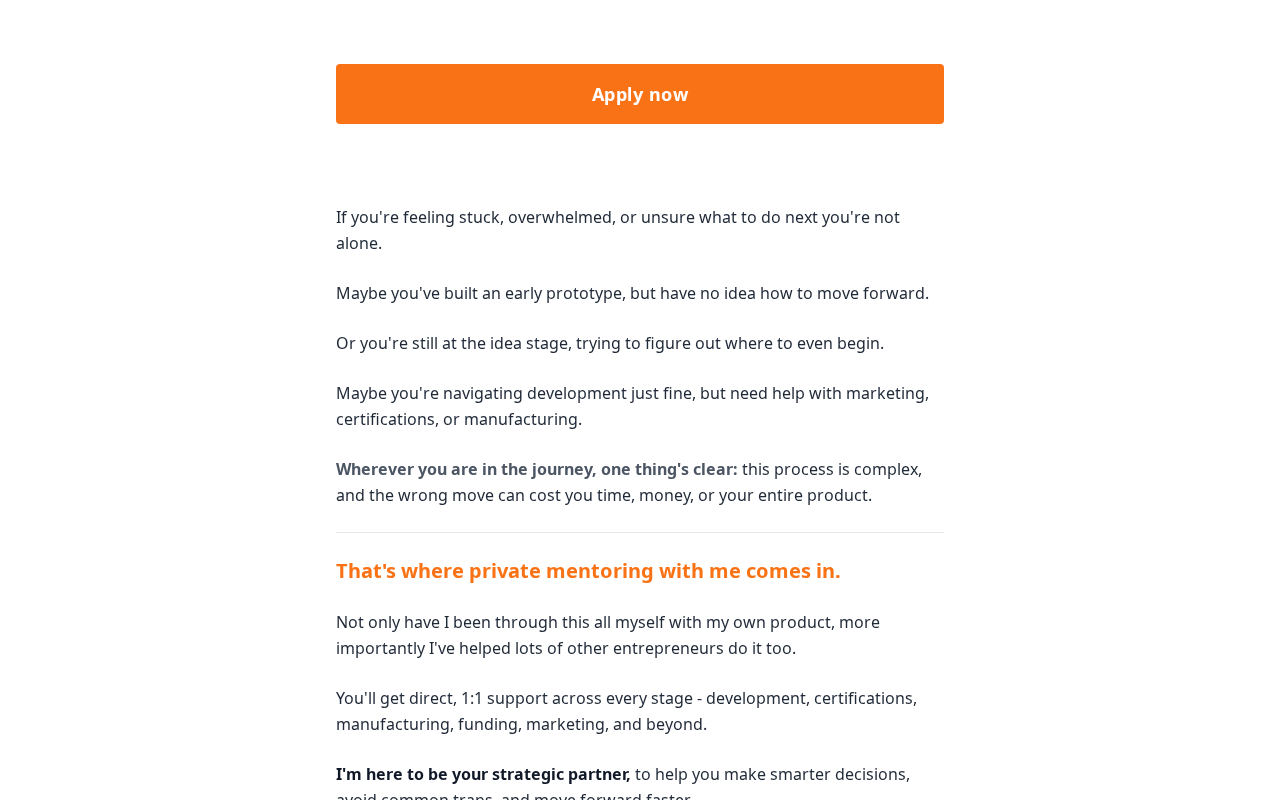 Apply now
If you're feeling stuck, overwhelmed, or unsure what to do next you're not
alone.
Maybe you've built an early prototype, but have no idea how to move forward.
Or you're still at the idea stage, trying to figure out where to even begin.
Maybe you're navigating development just fine, but need help with marketing,
certifications, or manufacturing.
Wherever you are in the journey, one thing's clear: this process is complex,
and the wrong move can cost you time, money, or your entire product.
That's where private mentoring with me comes in.
Not only have I been through this all myself with my own product, more
importantly I've helped lots of other entrepreneurs do it too.
You'll get direct, 1:1 support across every stage - development, certifications,
manufacturing, funding, marketing, and beyond.
I'm here to be your strategic partner, to help you make smarter decisions,
avoid common traps, and move forward faster.